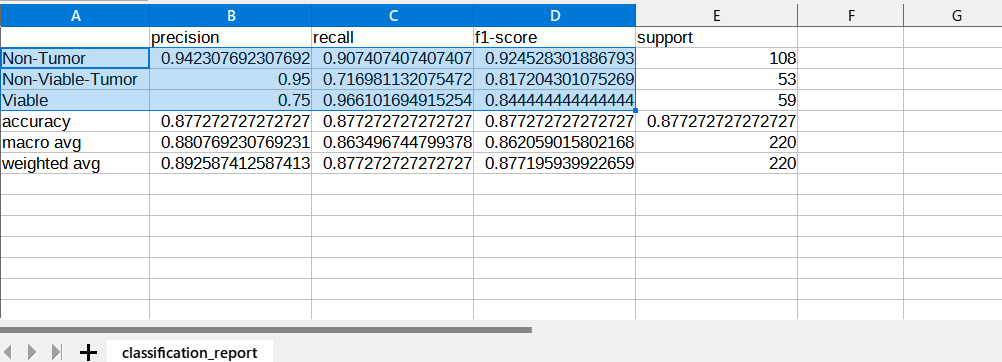 A B C D E F G
precision recall f1-score support
Non-Tumor 0.942307692307692 0.907407407407407 0.924528301886793 108
Non-Viable-Tumor 0.95 0.716981132075472 0.817204301075269 53
Viable 0.75 0.966101694915254 0.844444444444444 59
accuracy 0.877272727272727 0.877272727272727 0.877272727272727 0.877272727272727
macro avg 0.880769230769231 0.863496744799378 0.862059015802168 220
weighted avg 0.892587412587413 0.877272727272727 0.877195939922659 220
classification_report